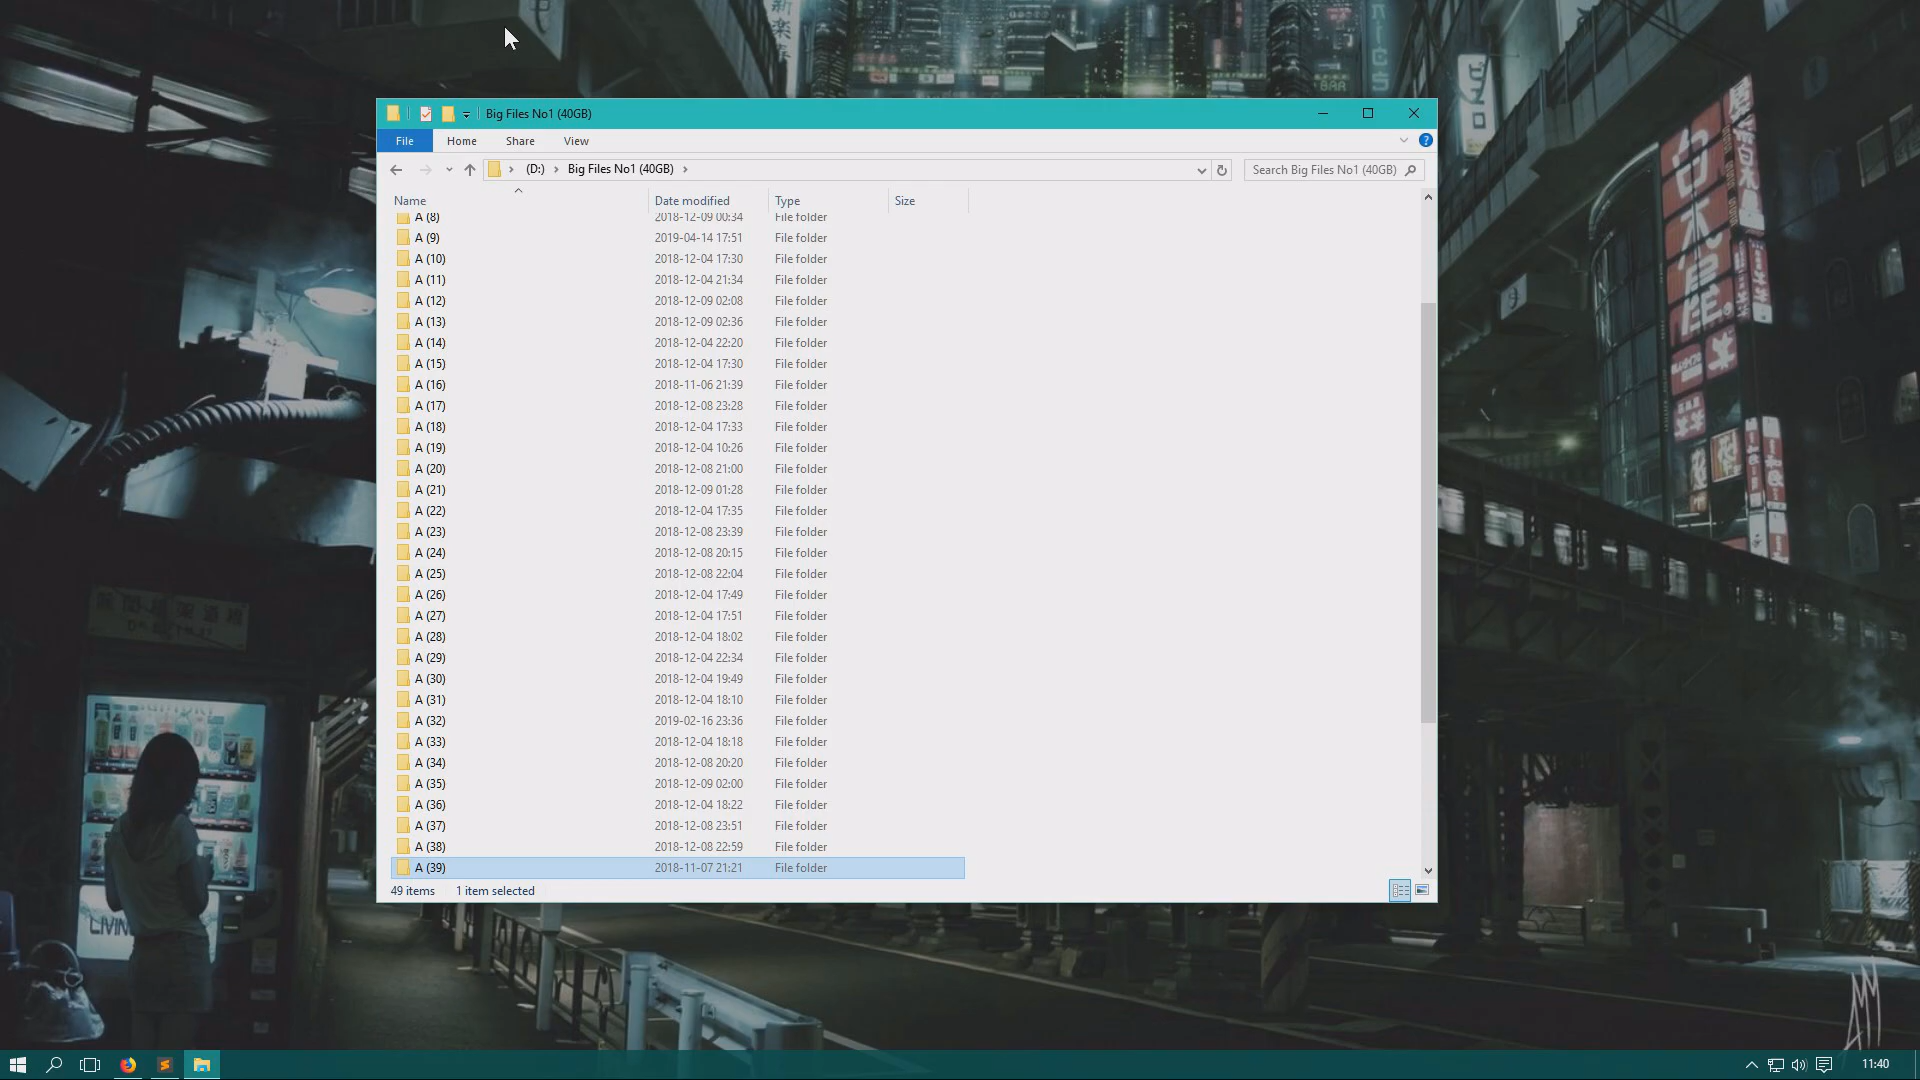 Big Files No1 (40GB)
File Home Share View
(D:) Big Files No1 (40GB) Search Big Files No1 (40GB)
Name Date modified Type Size
A (8) 2018-12-09 00:34 File folder
A (9) 2019-04-14 17:51 File folder
A (10) 2018-12-04 17:30 File folder
A (11) 2018-12-04 21:34 File folder
A (12) 2018-12-09 02:08 File folder
A (13) 2018-12-09 02:36 File folder
A (14) 2018-12-04 22:20 File folder
A (15) 2018-12-04 17:30 File folder
A (16) 2018-11-06 21:39 File folder
A (17) 2018-12-08 23:28 File folder
A (18) 2018-12-04 17:33 File folder
A (19) 2018-12-04 10:26 File folder
A (20) 2018-12-08 21:00 File folder
A (21) 2018-12-09 01:28 File folder
A (22) 2018-12-04 17:35 File folder
A (23) 2018-12-08 23:39 File folder
A (24) 2018-12-08 20:15 File folder
A (25) 2018-12-08 22:04 File folder
A (26) 2018-12-04 17:49 File folder
A (27) 2018-12-04 17:51 File folder
A (28) 2018-12-04 18:02 File folder
A (29) 2018-12-04 22:34 File folder
A (30) 2018-12-04 19:49 File folder
A (31) 2018-12-04 18:10 File folder
A (32) 2019-02-16 23:36 File folder
A (33) 2018-12-04 18:18 File folder
A (34) 2018-12-08 20:20 File folder
A (35) 2018-12-09 02:00 File folder
A (36) 2018-12-04 18:22 File folder
A (37) 2018-12-08 23:51 File folder
A (38) 2018-12-08 22:59 File folder
A (39) 2018-11-07 21:21 File folder
49 items 1 item selected
BAR
11:40